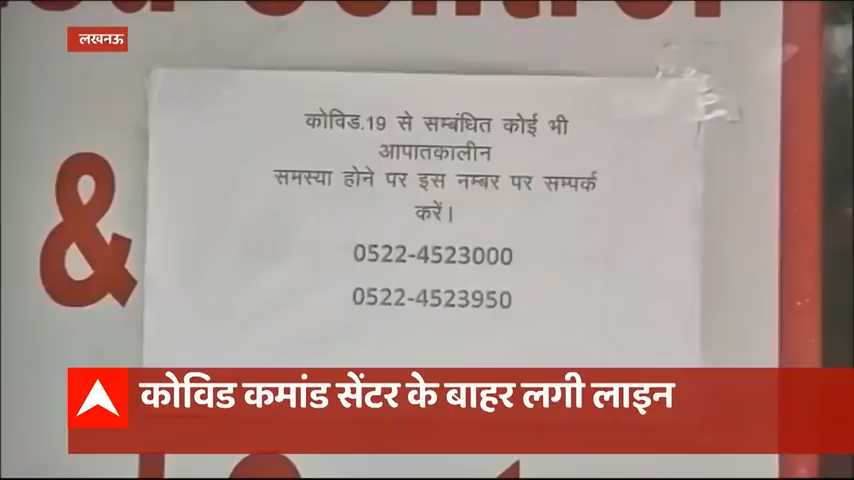 लखनऊ
कोविड.19 से सम्बंधित कोई भी
आपातकालीन
समस्या होने पर इस नम्बर पर सम्पर्क
करें।
0522-4523000
0522-4523950
&
कोविड कमांड सेंटर के बाहर लगी लाइन